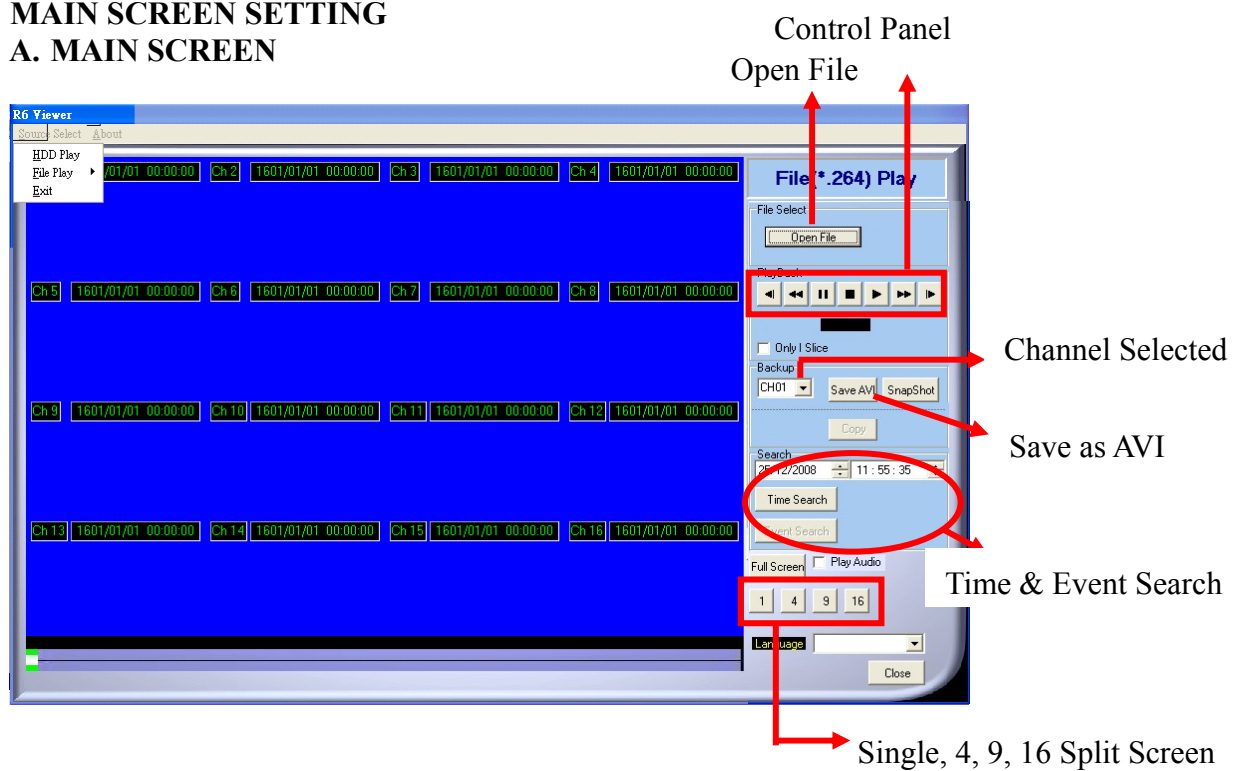 MAIN SCREEN SETTING
A. MAIN SCREEN
Control Panel
Open File
R6 Viewer
Source Select About
HDD Play
File Play
Exit
/01/01 00:00:00 Ch 2 1601/01/01 00:00:00 Ch 3 1601/01/01 00:00:00 Ch 4 1601/01/01 00:00:00
File(*.264) Play
File Select
Open File
Ch 5 1601/01/01 00:00:00 Ch 6 1601/01/01 00:00:00 Ch 7 1601/01/01 00:00:00 Ch 8 1601/01/01 00:00:00
Only I Slice
Channel Selected
Backup
CH01 Save AVI SnapShot
Ch 9 1601/01/01 00:00:00 Ch 10 1601/01/01 00:00:00 Ch 11 1601/01/01 00:00:00 Ch 12 1601/01/01 00:00:00
Copy
Save as AVI
Search
25/12/2008 11 : 55 : 35
Time Search
Ch 13 1601/01/01 00:00:00 Ch 14 1601/01/01 00:00:00 Ch 15 1601/01/01 00:00:00 Ch 16 1601/01/01 00:00:00
Event Search
Full Screen Play Audio
Time & Event Search
1 4 9 16
Language
Close
Single, 4, 9, 16 Split Screen